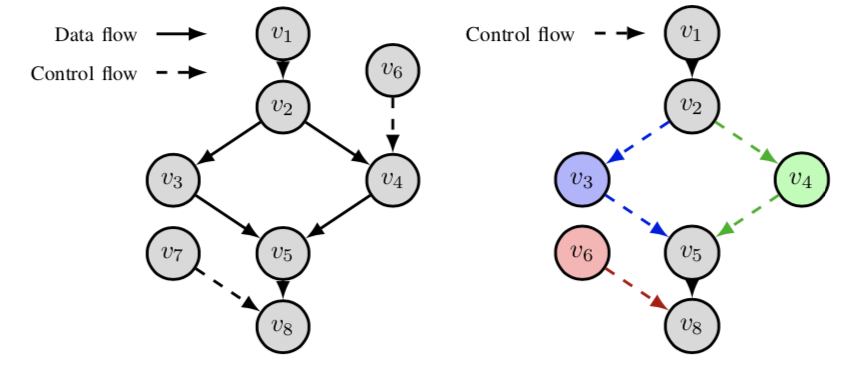 Data flow
Control flow
v1
v6
v2
v3
v4
v7
v5
v8
Control flow
v1
v2
v3
v4
v6
v5
v8